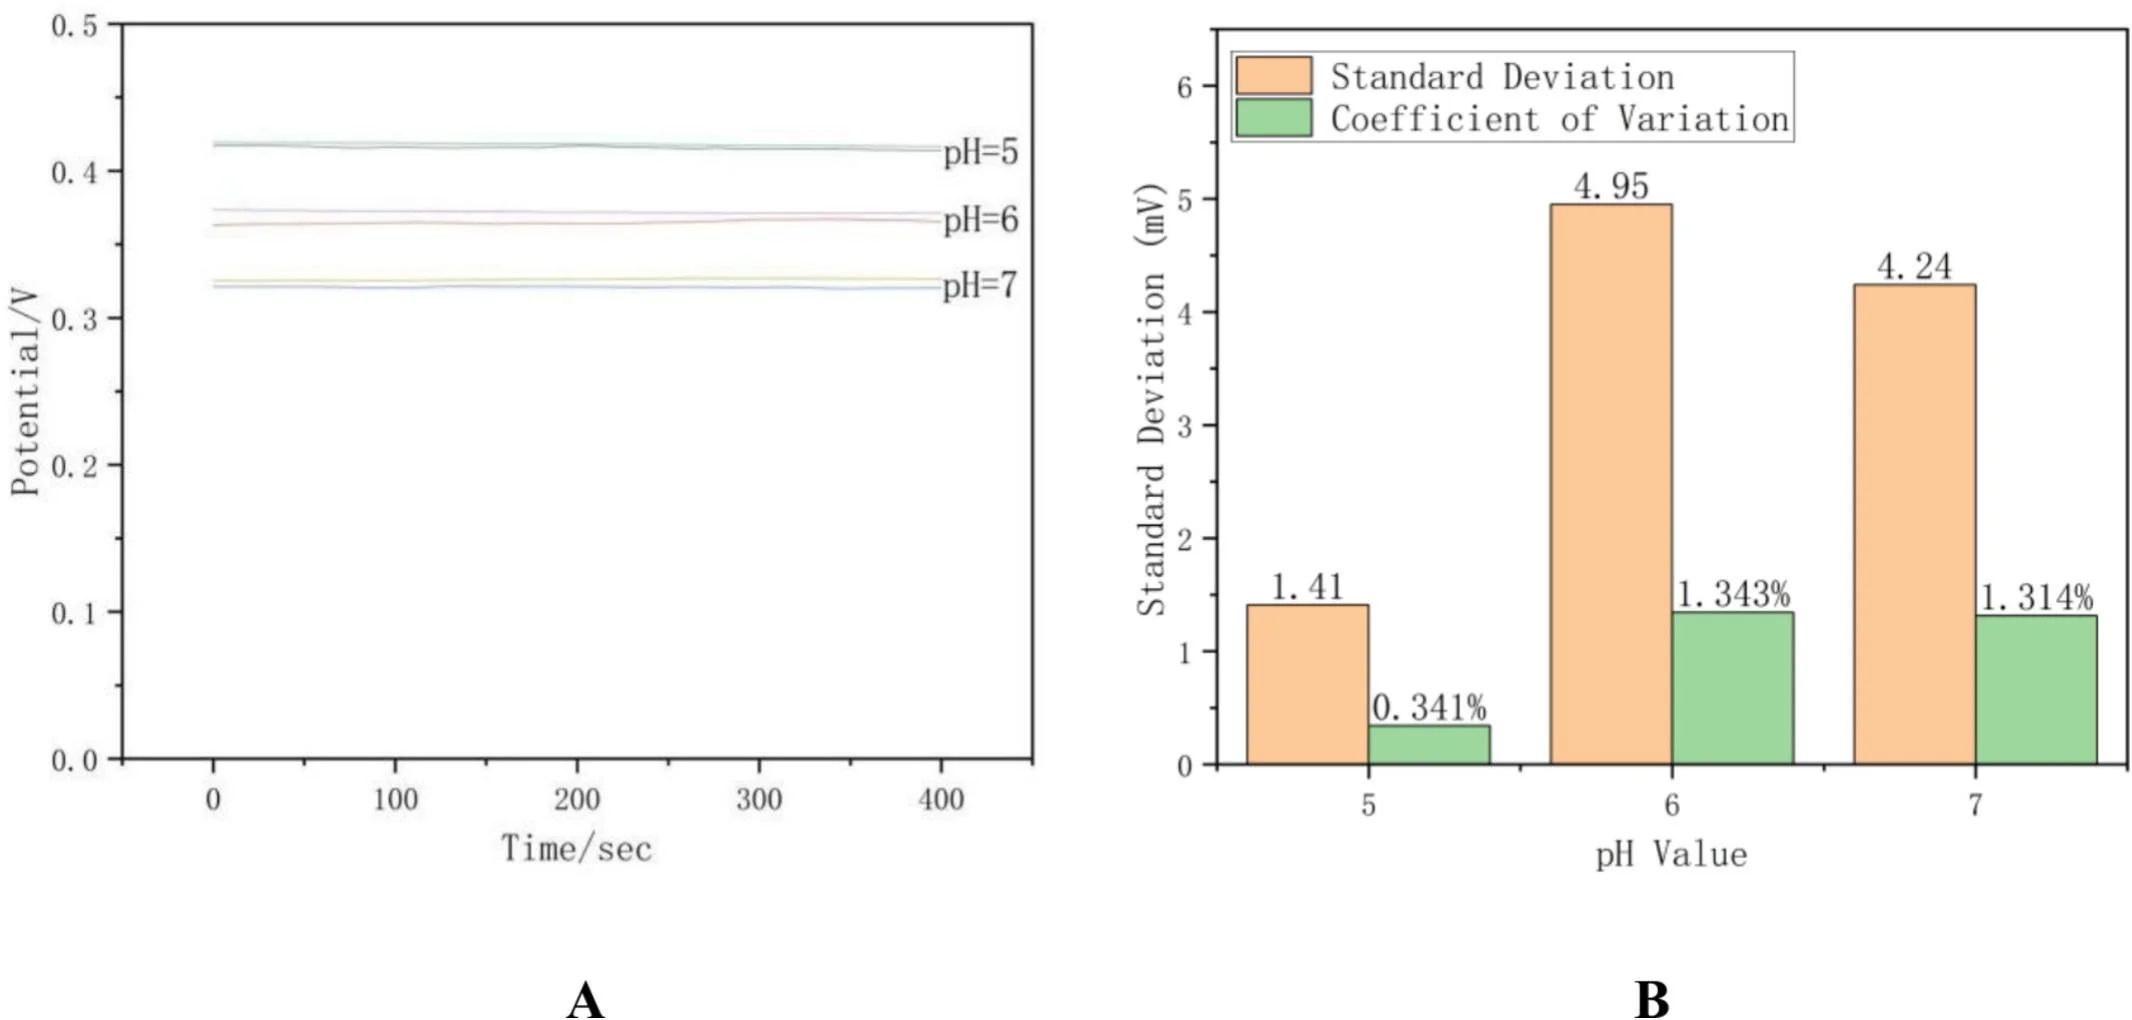 0.5
0.4
0.3
0.2
0.1
0.0
Potential/V
pH=5
pH=6
pH=7
0 100 200 300 400
Time/sec
A
Standard Deviation
Coefficient of Variation
6
5
4
3
2
1
0
Standard Deviation (mV)
1.41
0.341%
4.95
1.343%
4.24
1.314%
5 6 7
pH Value
B